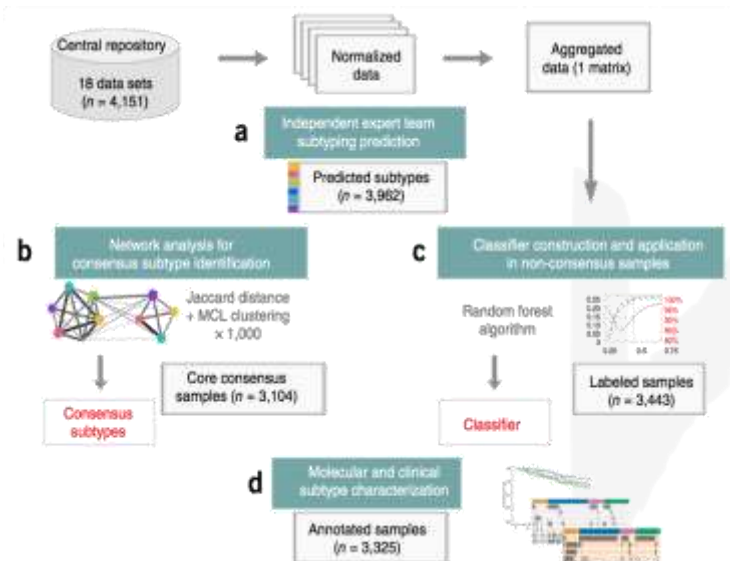 Central repository
18 data sets
(n = 4,151)
Normalized
data
Aggregated
data (1 matrix)
a
Independent expert team
subtyping prediction
Predicted subtypes
(n = 3,962)
b
Network analysis for
consensus subtype identification
Jaccard distance
+ MCL clustering
× 1,000
Core consensus
samples (n = 3,104)
Consensus
subtypes
c
Classifier construction and application
in non-consensus samples
Random forest
algorithm
Labeled samples
(n = 3,443)
Classifier
d
Molecular and clinical
subtype characterization
Annotated samples
(n = 3,325)